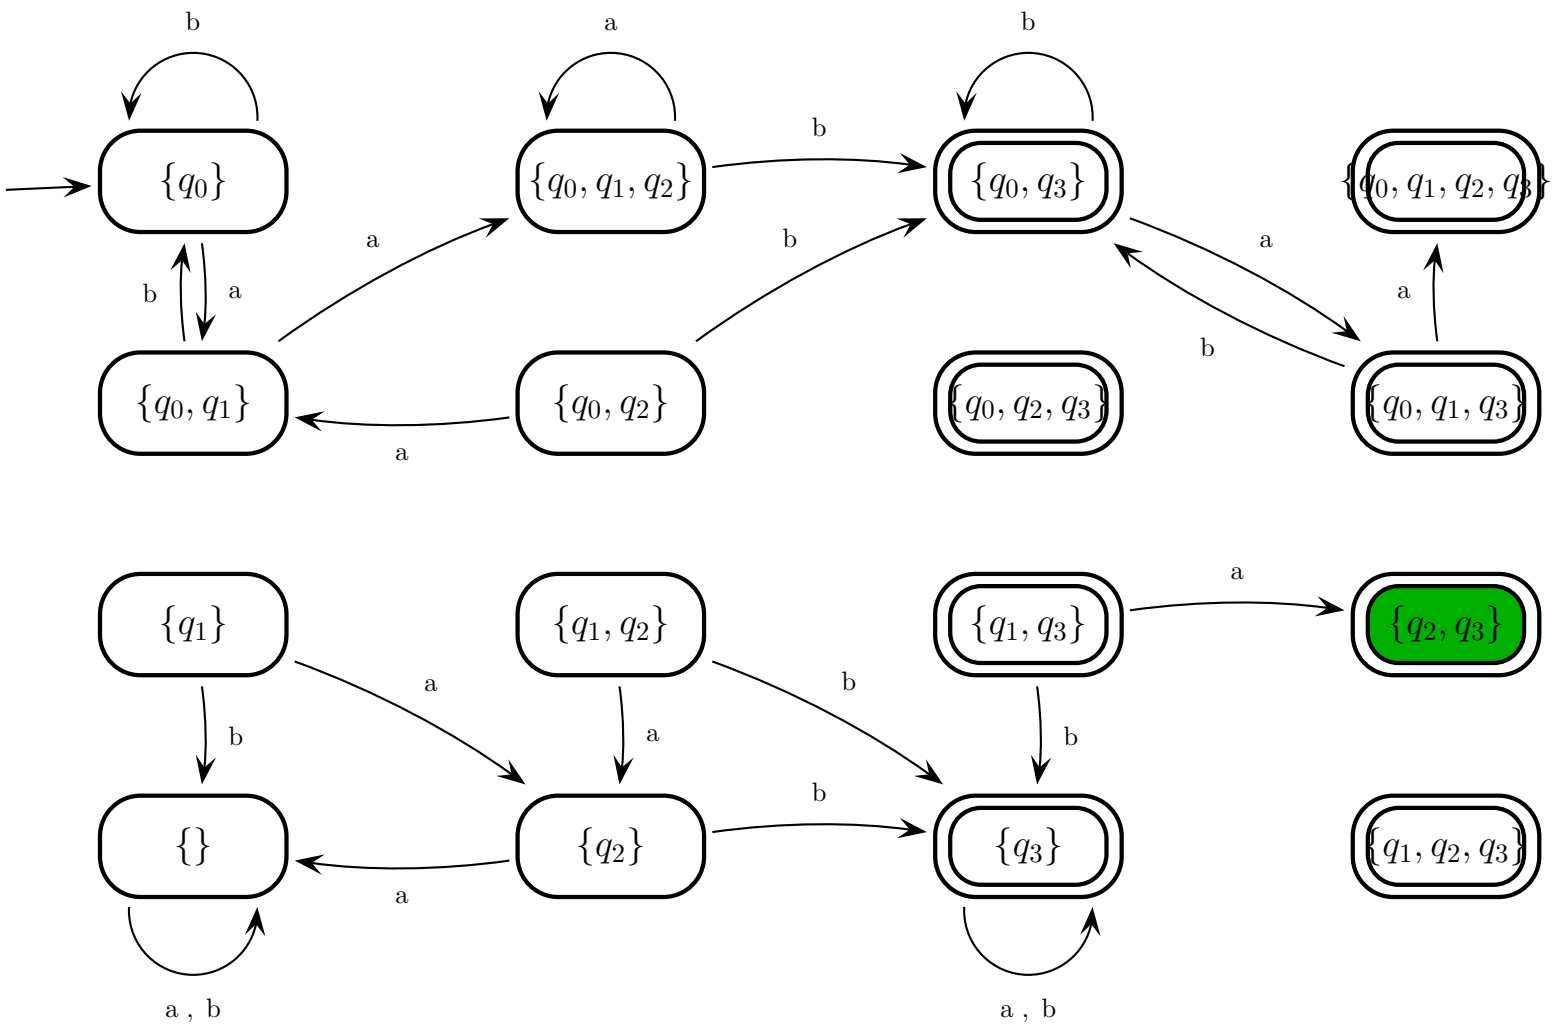 b a b
b
{q₀} {q₀, q₁, q₂} {q₀, q₃} {q₀, q₁, q₂, q₃}
a b a
b a a
b
{q₀, q₁} {q₀, q₂} {q₀, q₂, q₃} {q₀, q₁, q₃}
a
a
{q₁} {q₁, q₂} {q₁, q₃} {q₂, q₃}
a b
b a b
b
{} {q₂} {q₃} {q₁, q₂, q₃}
a
a , b a , b